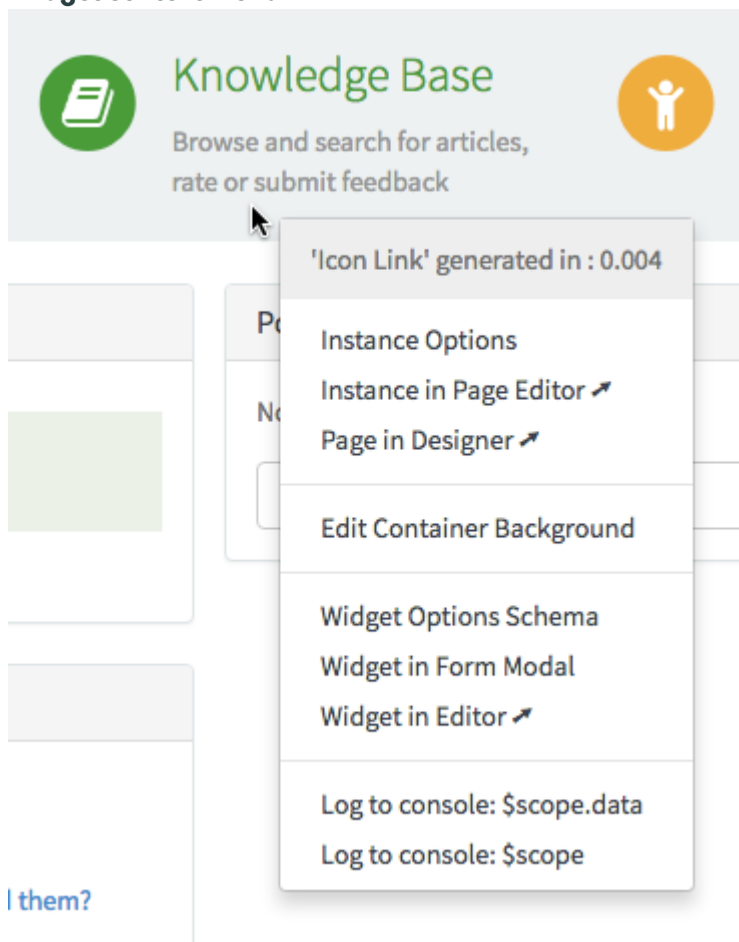 Knowledge Base
Browse and search for articles,
rate or submit feedback
'Icon Link' generated in : 0.004
Instance Options
Instance in Page Editor ➚
Page in Designer ➚
Edit Container Background
Widget Options Schema
Widget in Form Modal
Widget in Editor ➚
Log to console: $scope.data
Log to console: $scope
them?